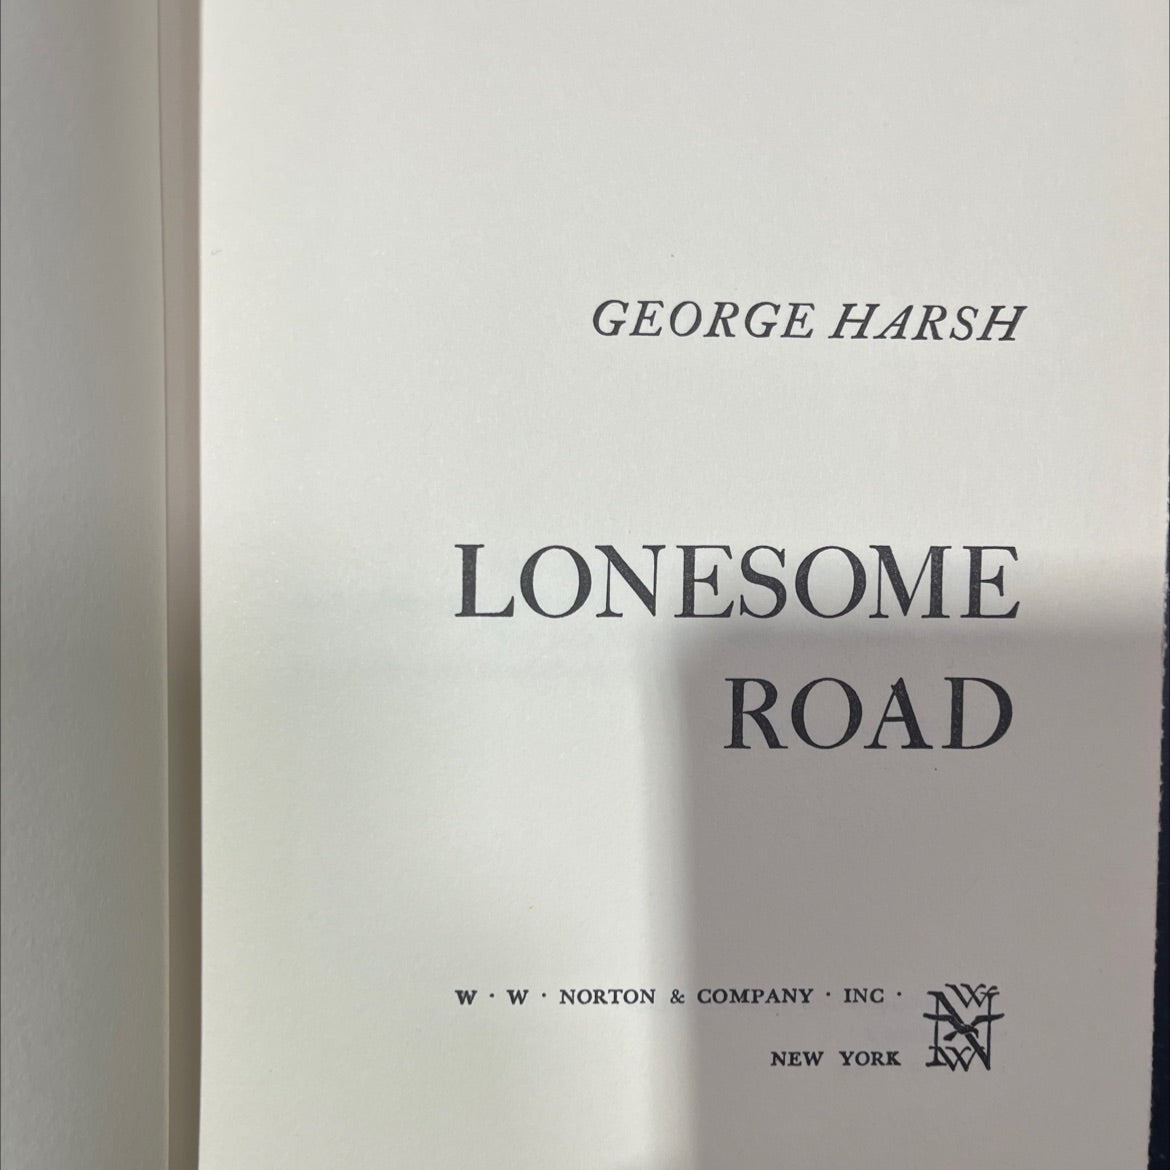 GEORGE HARSH
LONESOME
ROAD
W · W · NORTON & COMPANY · INC ·
NEW YORK